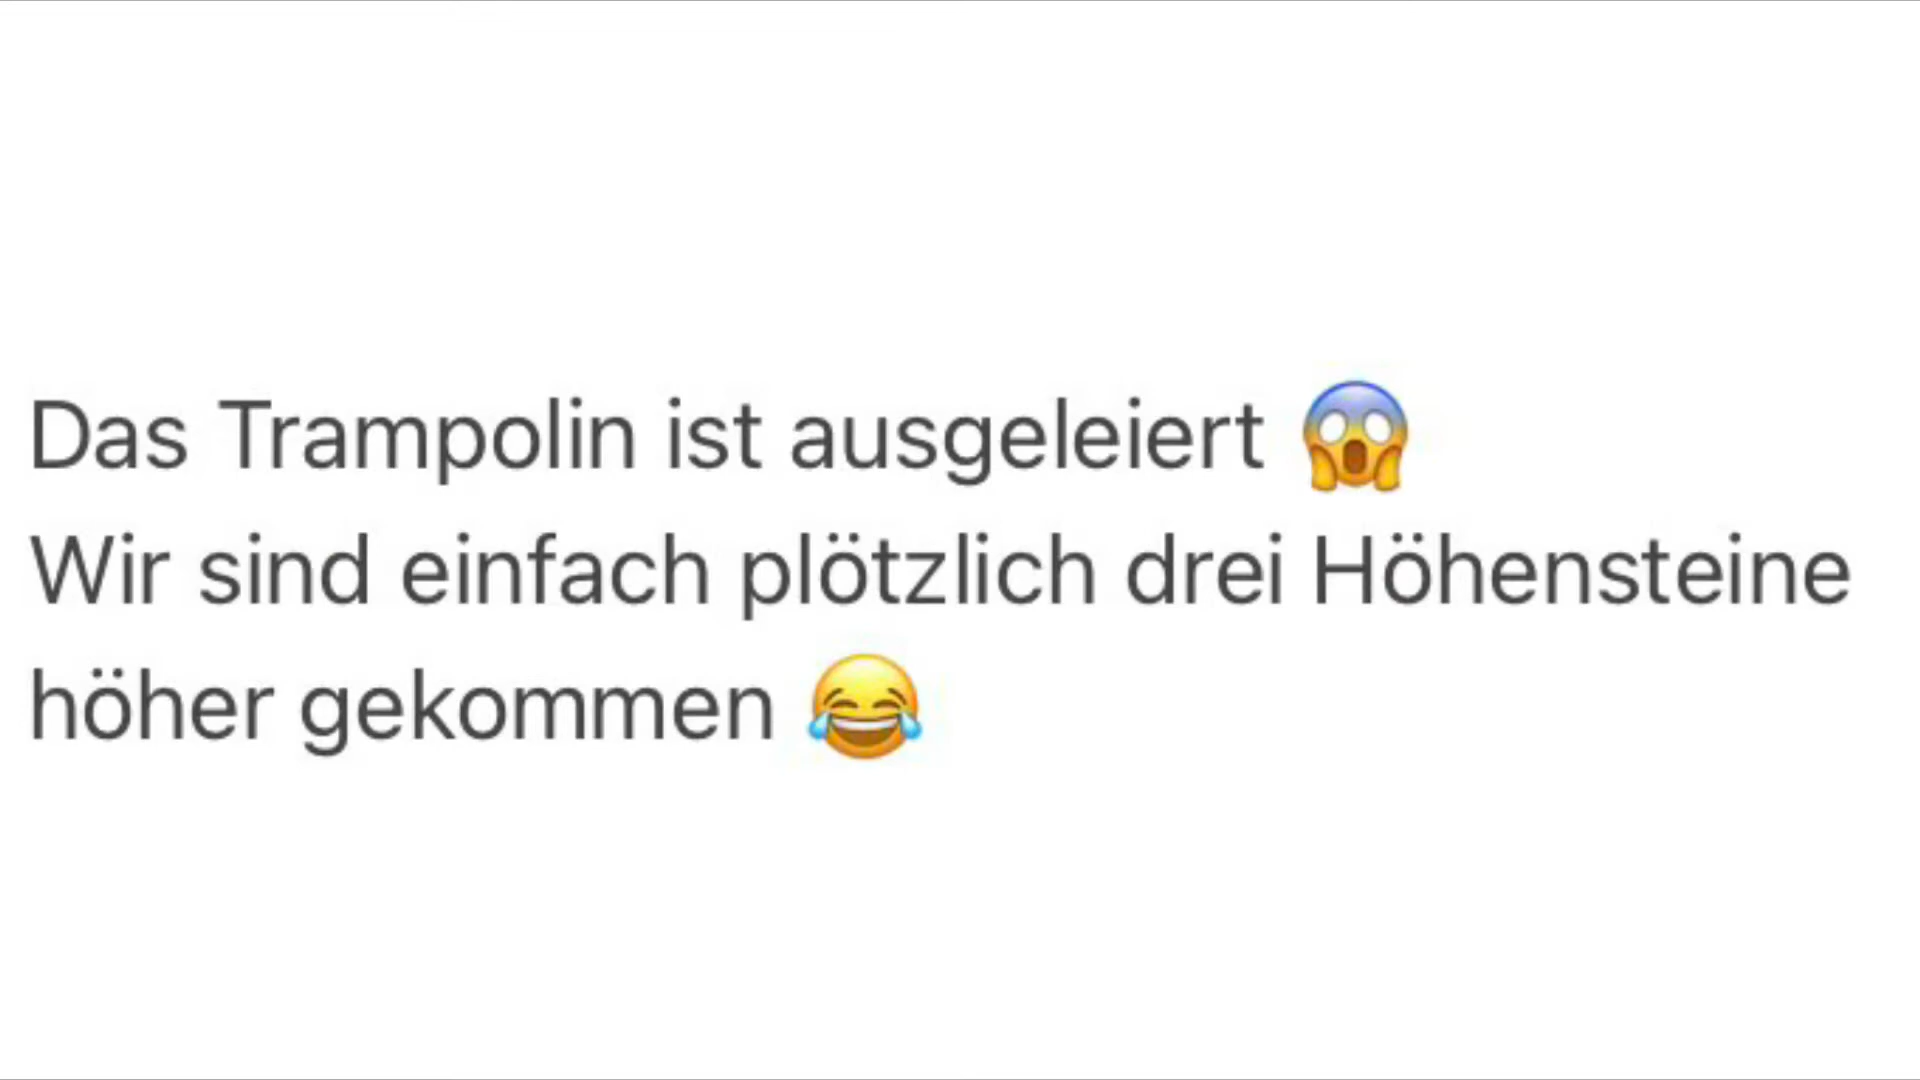 Das Trampolin ist ausgeleiert 😱
Wir sind einfach plötzlich drei Höhensteine
höher gekommen 😂